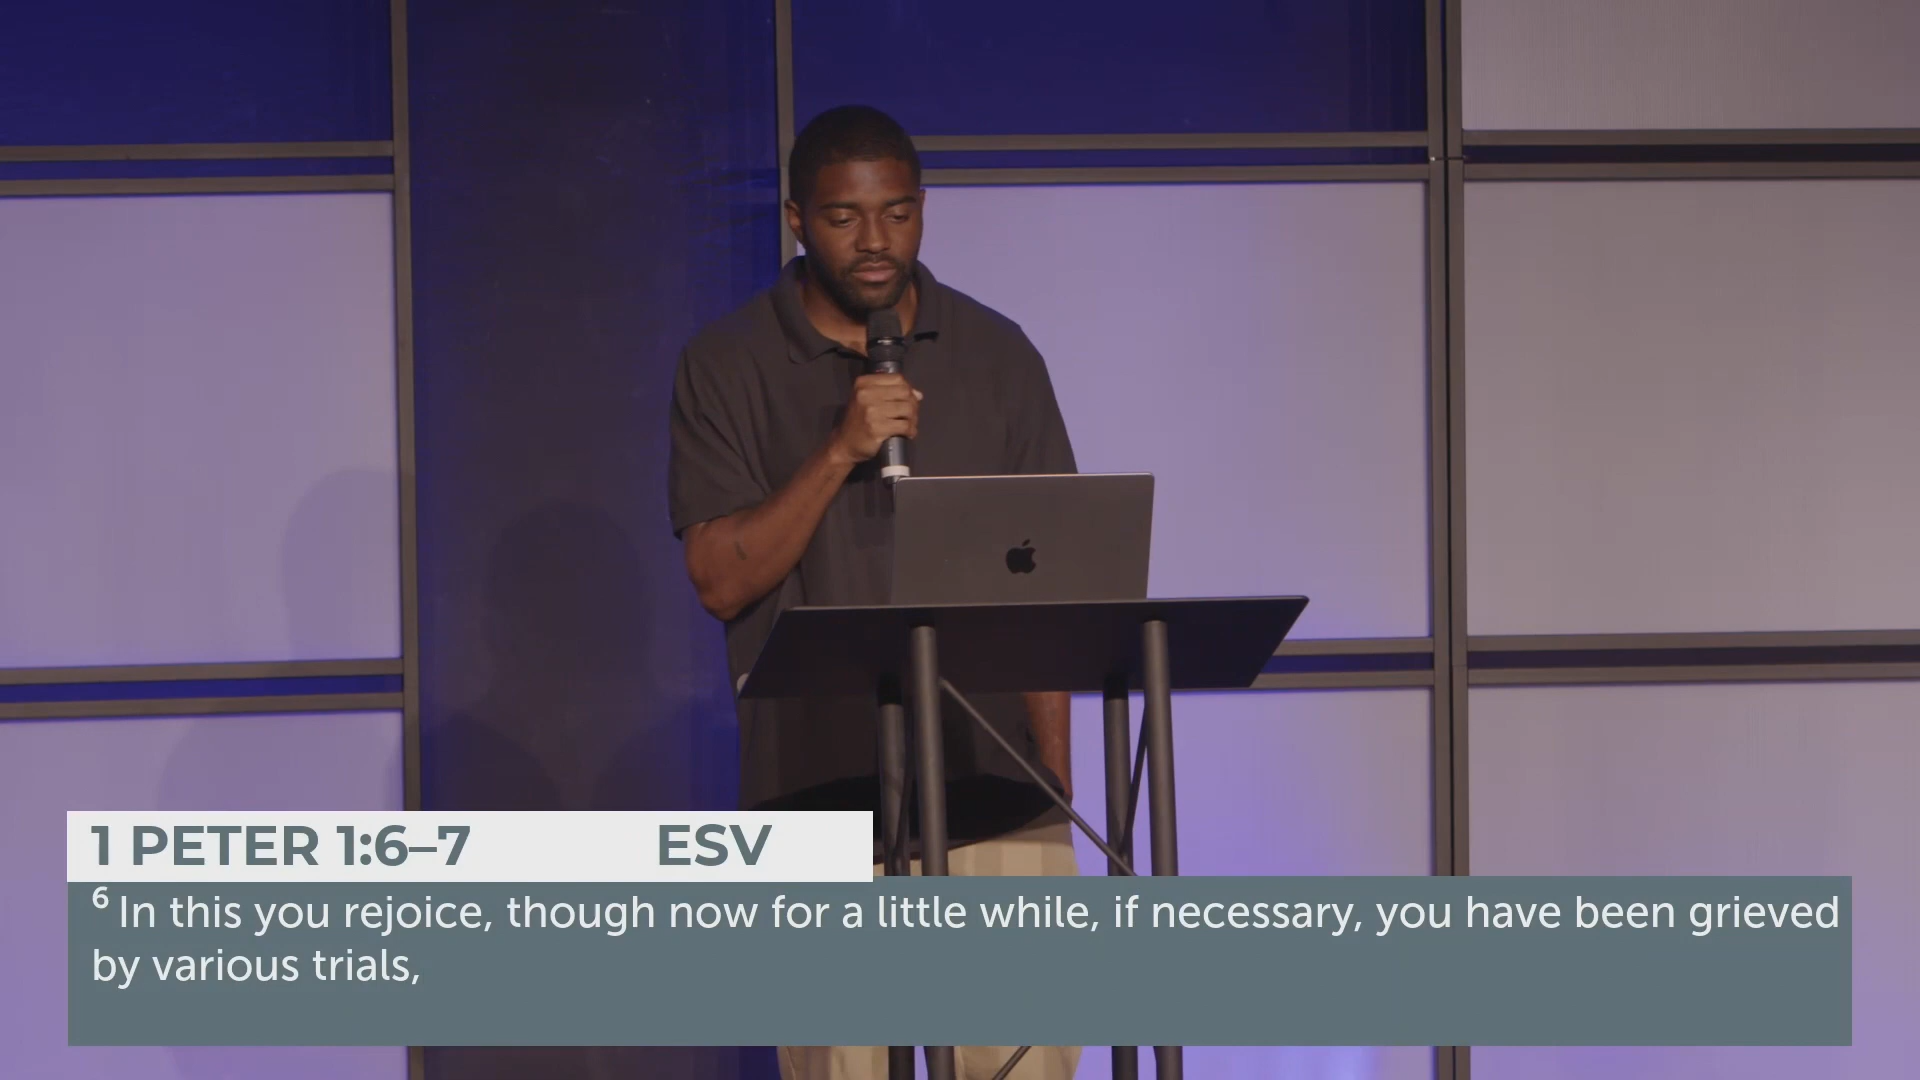 1 PETER 1:6–7 ESV
6 In this you rejoice, though now for a little while, if necessary, you have been grieved
by various trials,